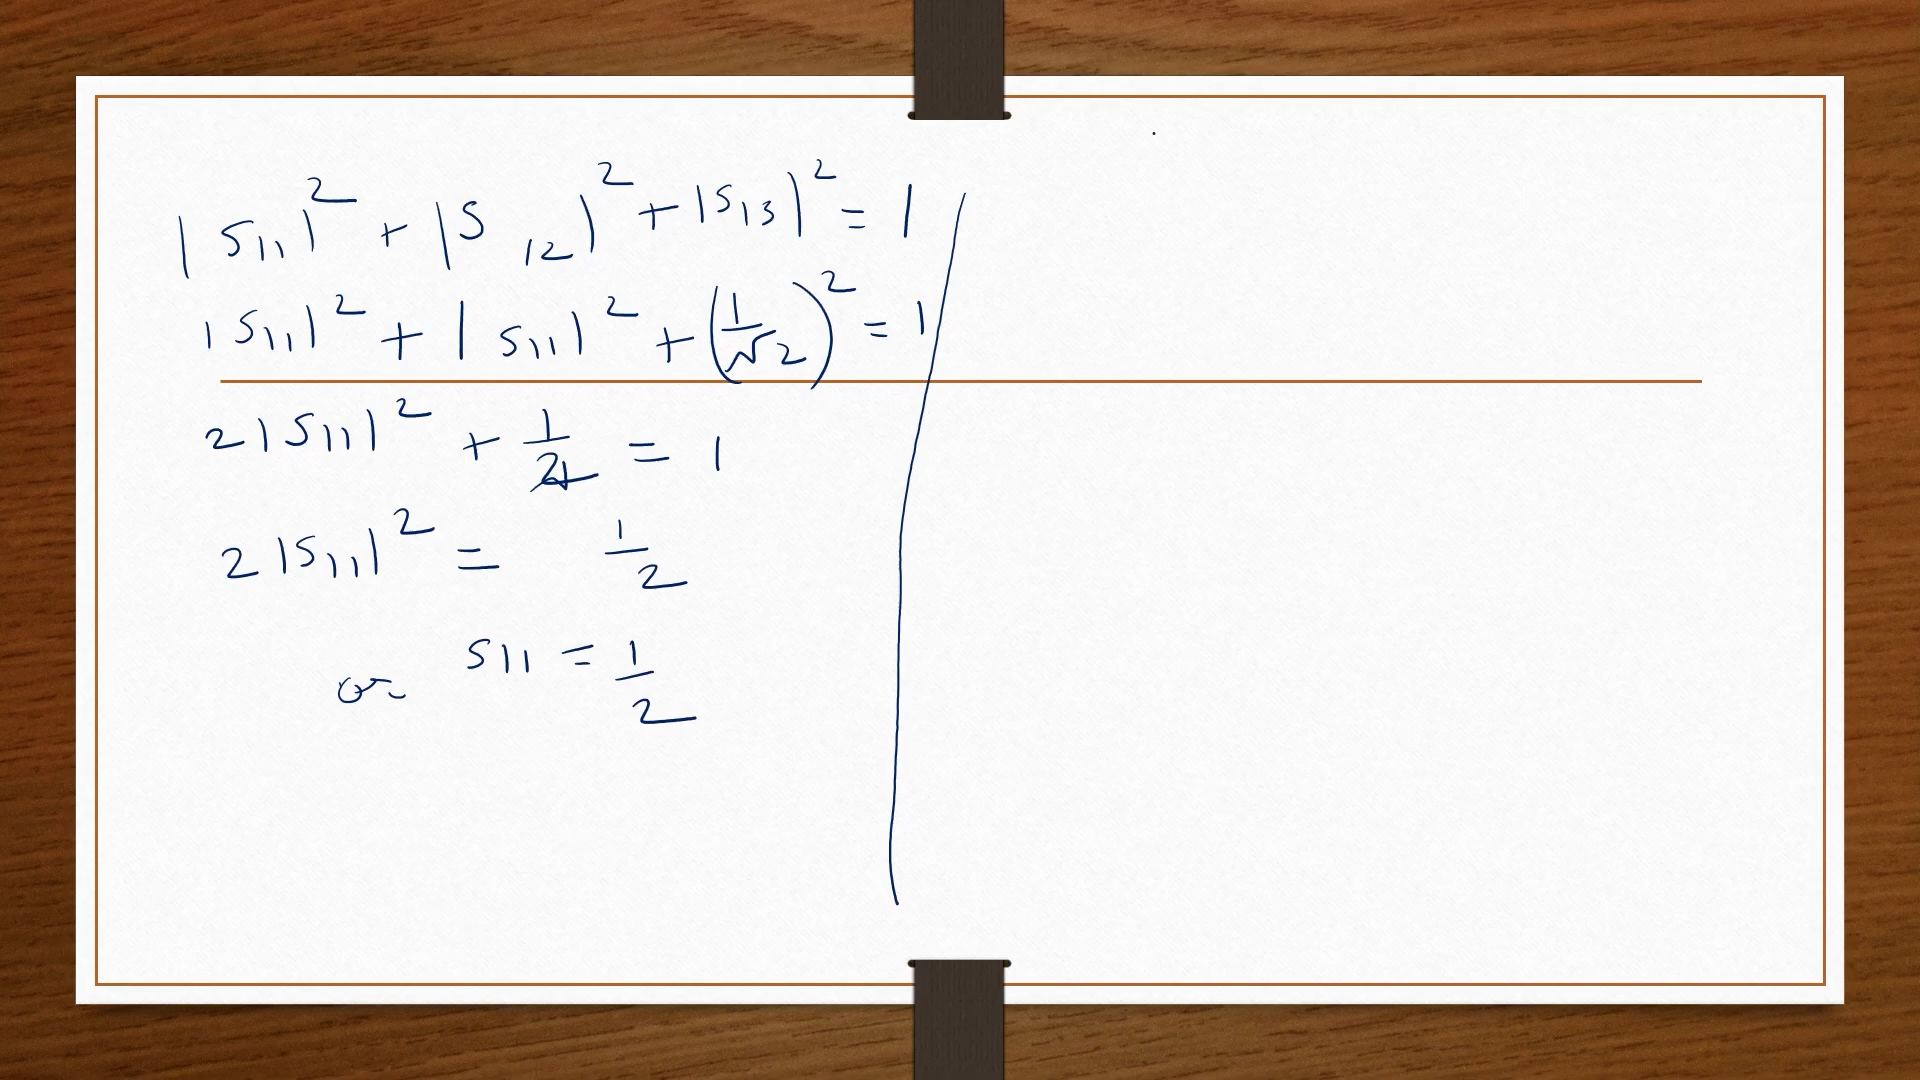 |S₁₁|² + |S ₁₂|² + |S₁₃|² = 1
|S₁₁|² + |S₁₁|² + (1/√2)² = 1
2|S₁₁|² + 1/2 = 1
2|S₁₁|² = 1/2
or S11 = 1/2